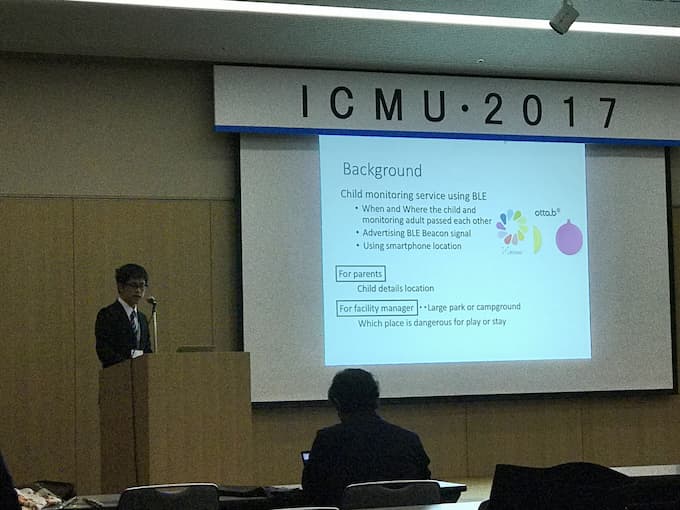 ICMU・2017
Background
Child monitoring service using BLE
• When and Where the child and
monitoring adult passed each other
• Advertising BLE Beacon signal
• Using smartphone location
otta.b®
For parents
Child details location
For facility manager ・・Large park or campground
Which place is dangerous for play or stay